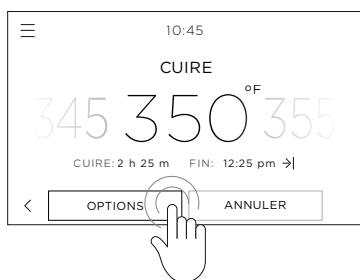 10:45
CUIRE
345 350°F 355
CUIRE: 2 h 25 m FIN: 12:25 pm
OPTIONS ANNULER